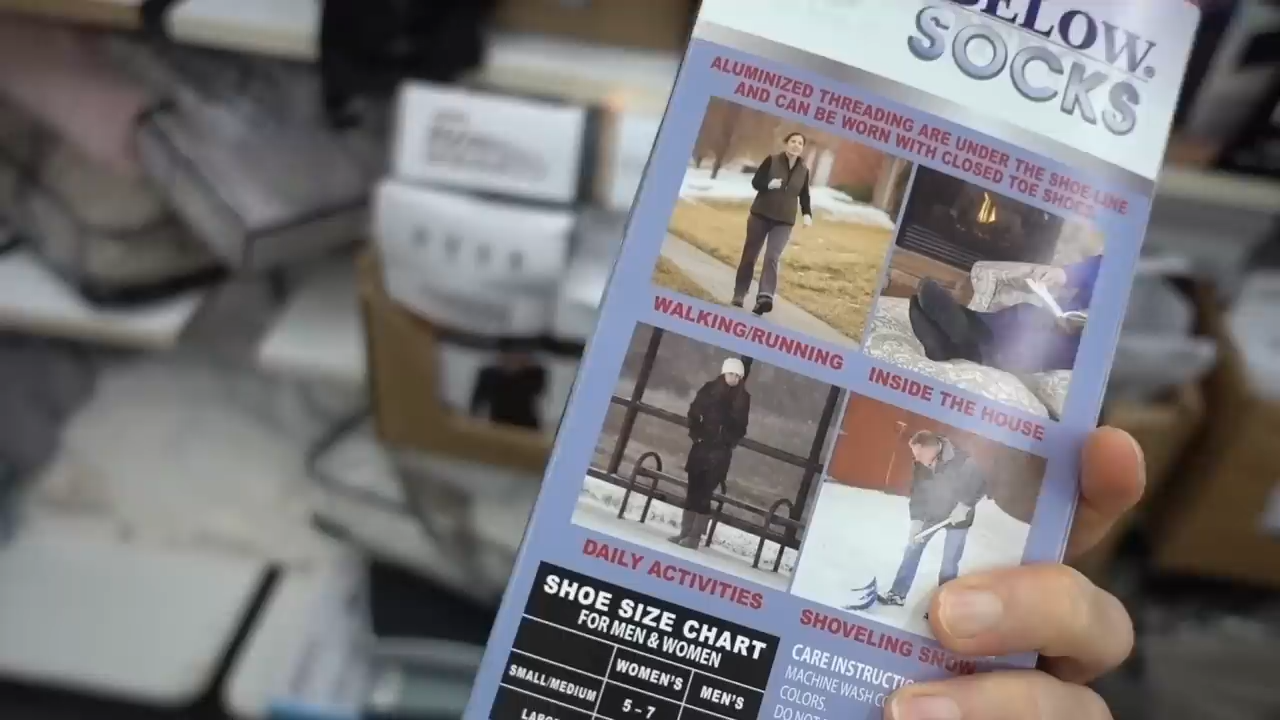 BELOW.
SOCKS
ALUMINIZED THREADING ARE UNDER THE SHOE LINE
AND CAN BE WORN WITH CLOSED TOE SHOES
WALKING/RUNNING
INSIDE THE HOUSE
DAILY ACTIVITIES
SHOVELING SNOW
SHOE SIZE CHART
FOR MEN & WOMEN
WOMEN'S MEN'S
SMALL/MEDIUM 5 - 7
CARE INSTRUCTIO
MACHINE WASH CO
COLORS.
DO NOT